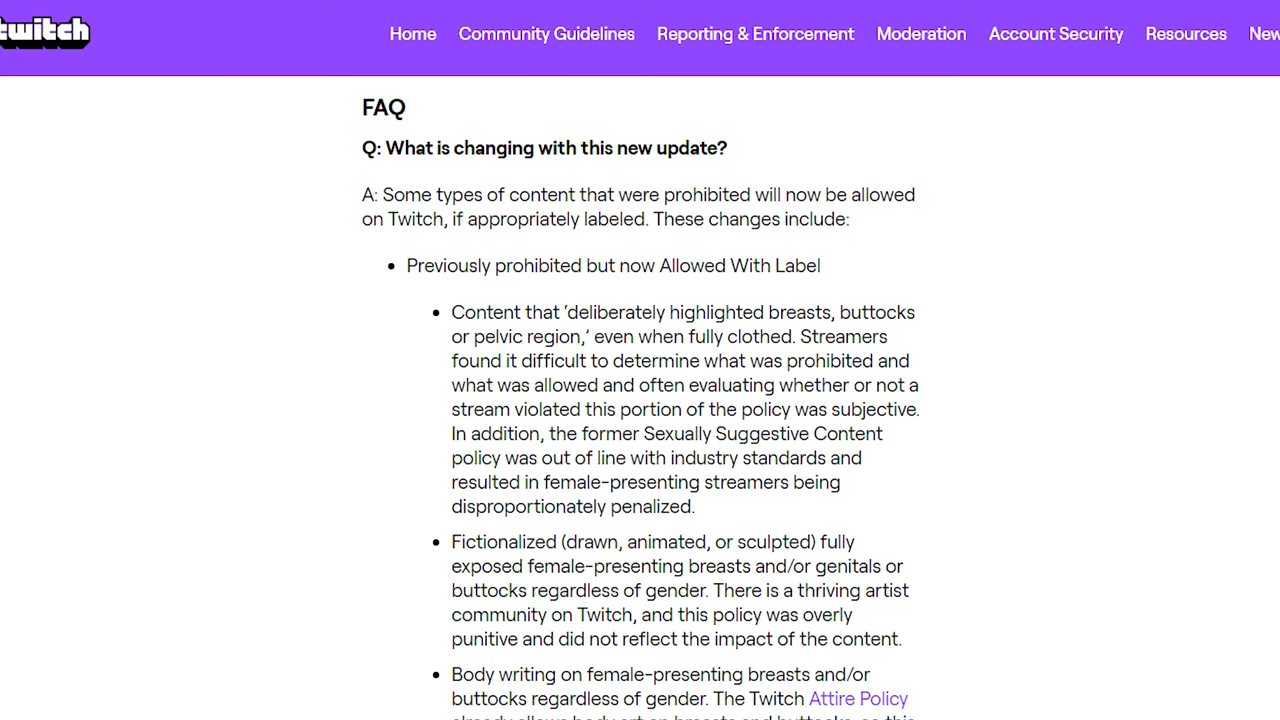 twitch
Home Community Guidelines Reporting & Enforcement Moderation Account Security Resources New
FAQ
Q: What is changing with this new update?
A: Some types of content that were prohibited will now be allowed
on Twitch, if appropriately labeled. These changes include:
• Previously prohibited but now Allowed With Label
• Content that ‘deliberately highlighted breasts, buttocks
or pelvic region,’ even when fully clothed. Streamers
found it difficult to determine what was prohibited and
what was allowed and often evaluating whether or not a
stream violated this portion of the policy was subjective.
In addition, the former Sexually Suggestive Content
policy was out of line with industry standards and
resulted in female-presenting streamers being
disproportionately penalized.
• Fictionalized (drawn, animated, or sculpted) fully
exposed female-presenting breasts and/or genitals or
buttocks regardless of gender. There is a thriving artist
community on Twitch, and this policy was overly
punitive and did not reflect the impact of the content.
• Body writing on female-presenting breasts and/or
buttocks regardless of gender. The Twitch Attire Policy